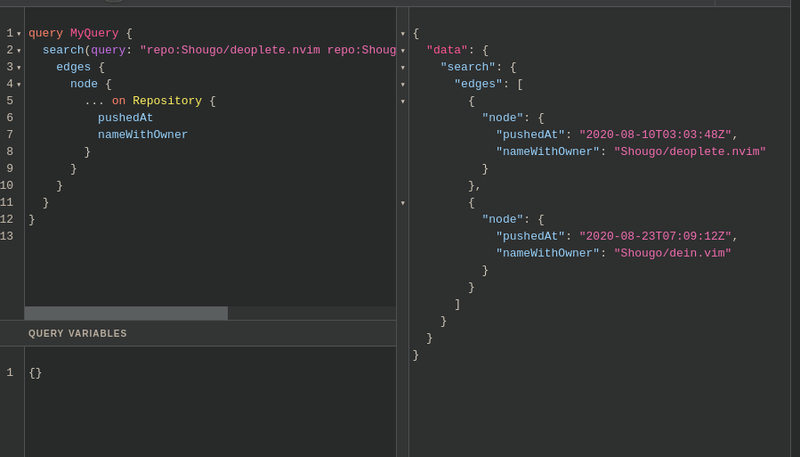 1 query MyQuery {
2 search(query: "repo:Shougo/deoplete.nvim repo:Shoug
3 edges {
4 node {
5 ... on Repository {
6 pushedAt
7 nameWithOwner
8 }
9 }
10 }
11 }
12 }
13
QUERY VARIABLES
1 {}
{
"data": {
"search": {
"edges": [
{
"node": {
"pushedAt": "2020-08-10T03:03:48Z",
"nameWithOwner": "Shougo/deoplete.nvim"
}
},
{
"node": {
"pushedAt": "2020-08-23T07:09:12Z",
"nameWithOwner": "Shougo/dein.vim"
}
}
]
}
}
}